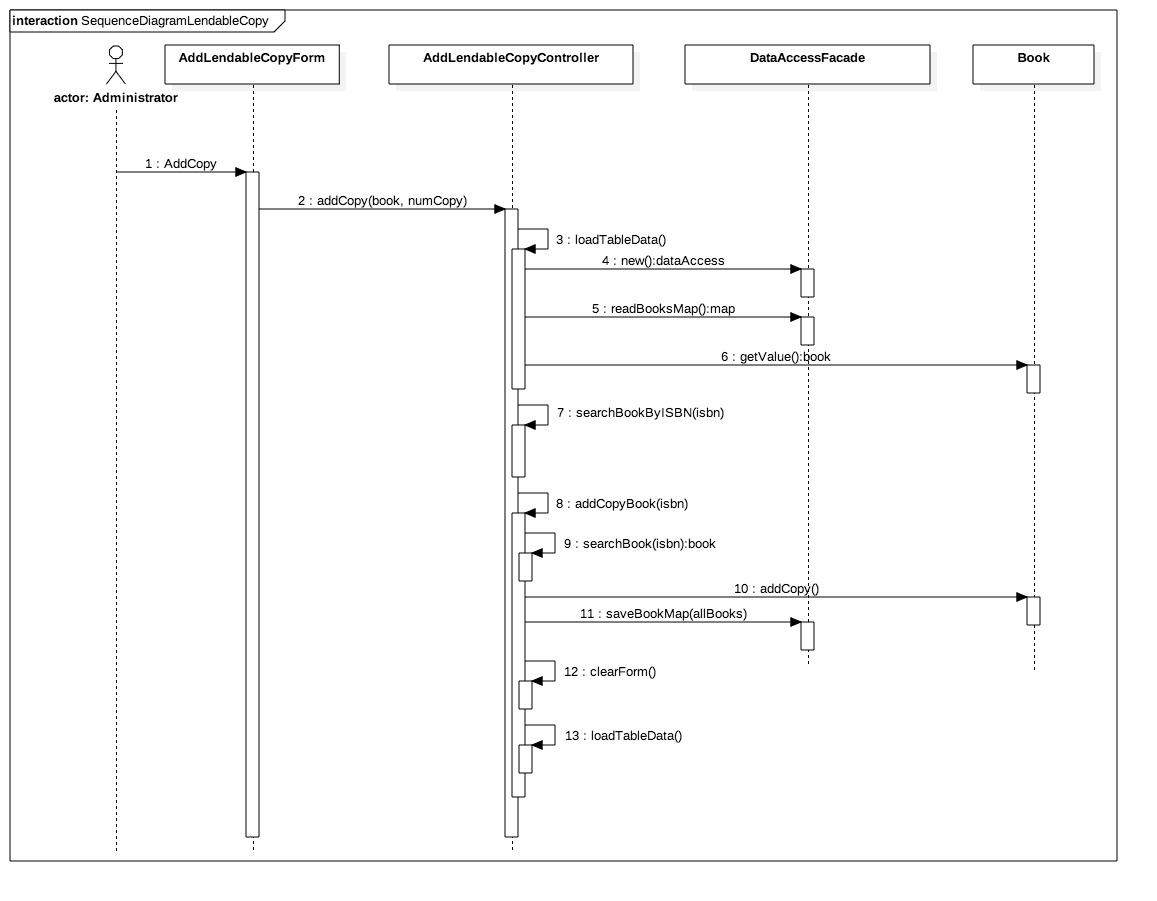 interaction SequenceDiagramLendableCopy
actor: Administrator
AddLendableCopyForm
AddLendableCopyController
DataAccessFacade
Book
1 : AddCopy
2 : addCopy(book, numCopy)
3 : loadTableData()
4 : new():dataAccess
5 : readBooksMap():map
6 : getValue():book
7 : searchBookByISBN(isbn)
8 : addCopyBook(isbn)
9 : searchBook(isbn):book
10 : addCopy()
11 : saveBookMap(allBooks)
12 : clearForm()
13 : loadTableData()